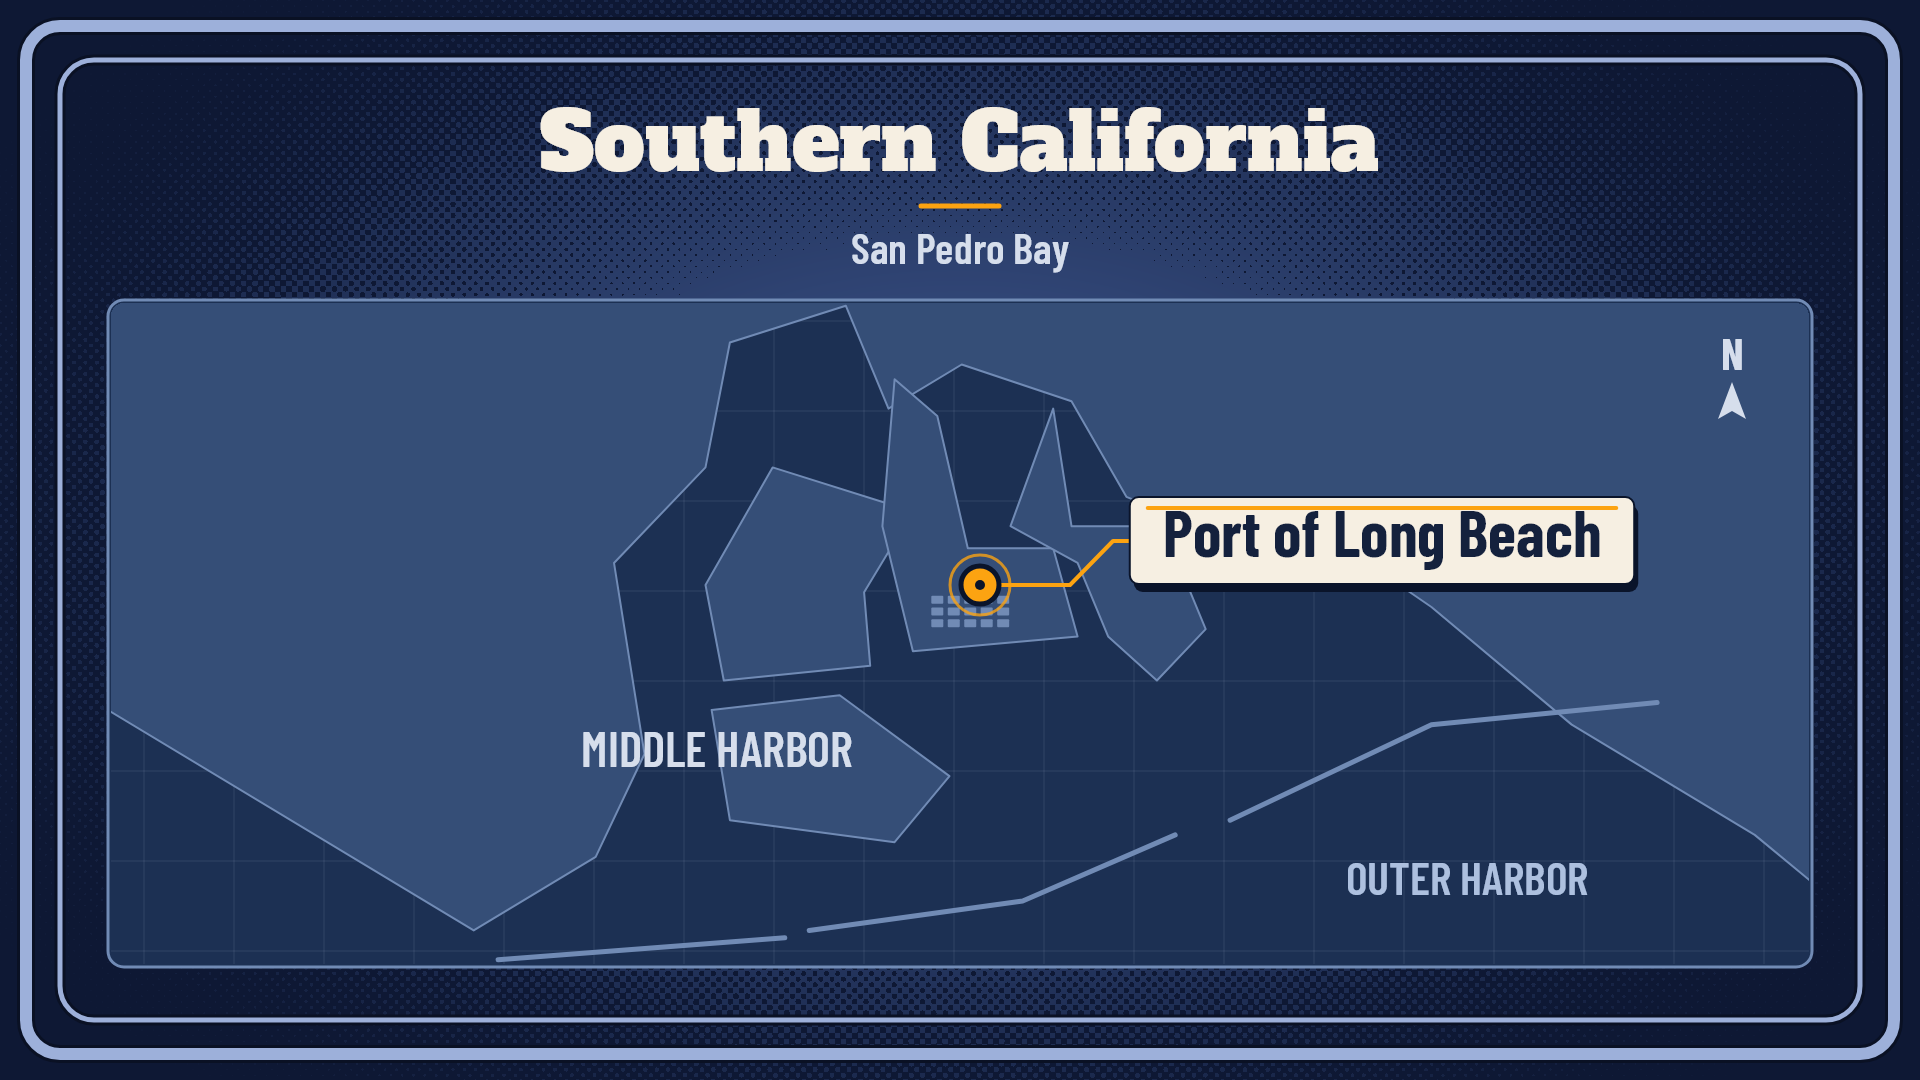 Southern California
San Pedro Bay
N
Port of Long Beach
MIDDLE HARBOR
OUTER HARBOR